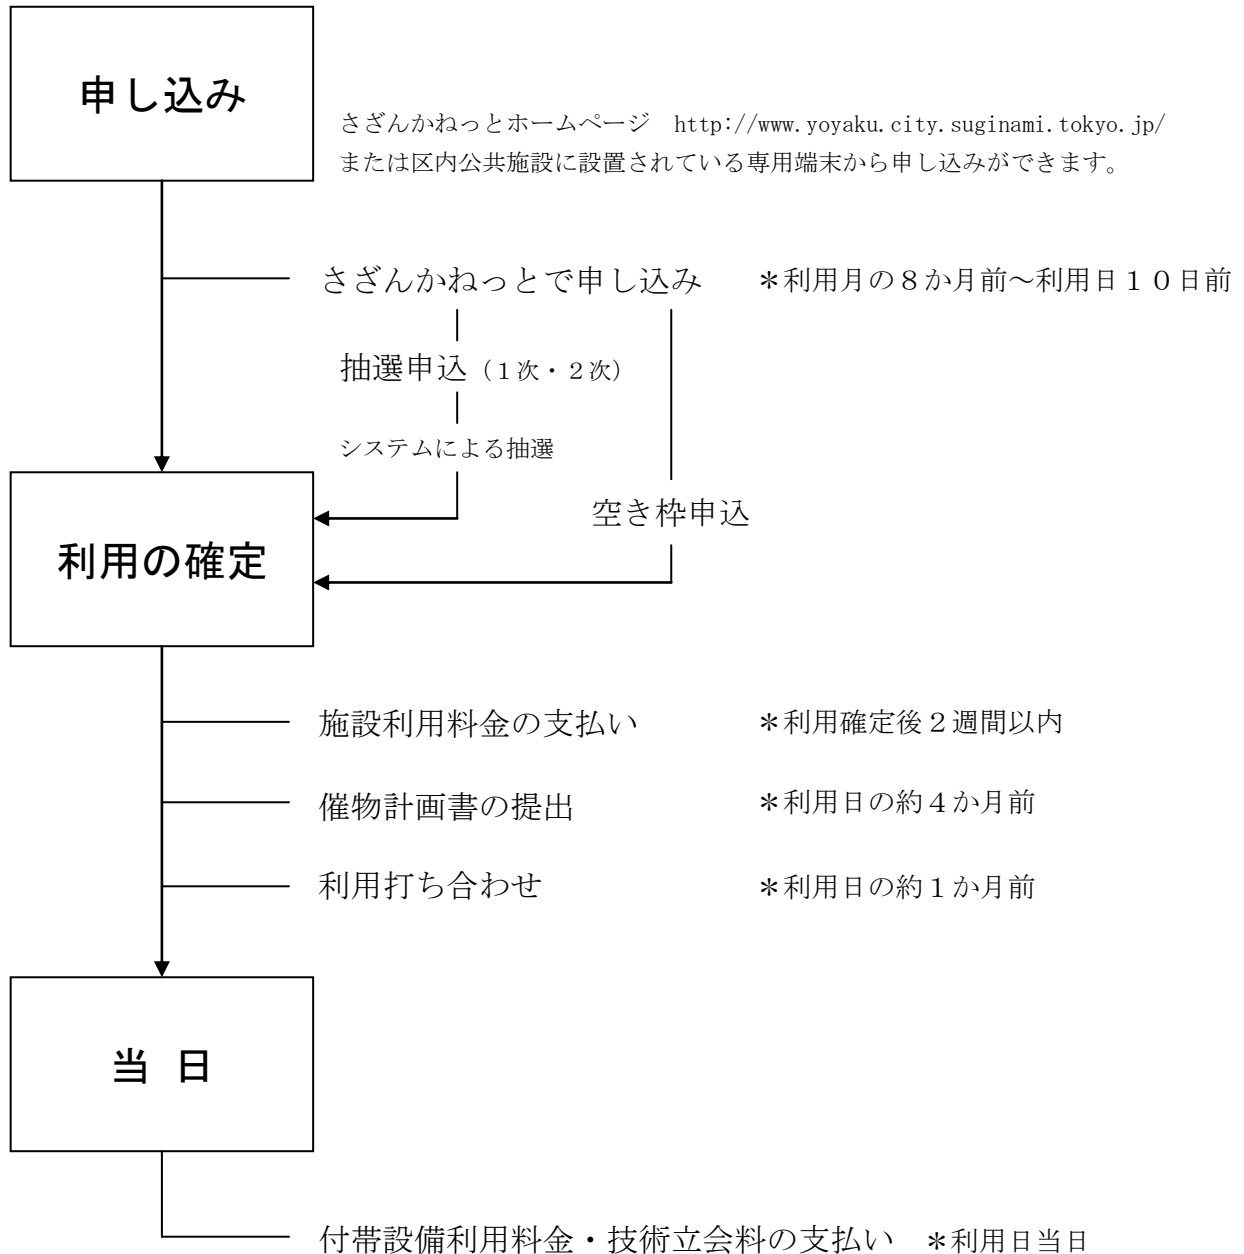 申し込み
さざんかねっとホームページ　http://www.yoyaku.city.suginami.tokyo.jp/
または区内公共施設に設置されている専用端末から申し込みができます。
さざんかねっとで申し込み　＊利用月の８か月前～利用日１０日前
抽選申込（１次・２次）
システムによる抽選
空き枠申込
利用の確定
施設利用料金の支払い　＊利用確定後２週間以内
催物計画書の提出　＊利用日の約４か月前
利用打ち合わせ　＊利用日の約１か月前
当 日
付帯設備利用料金・技術立会料の支払い　＊利用日当日